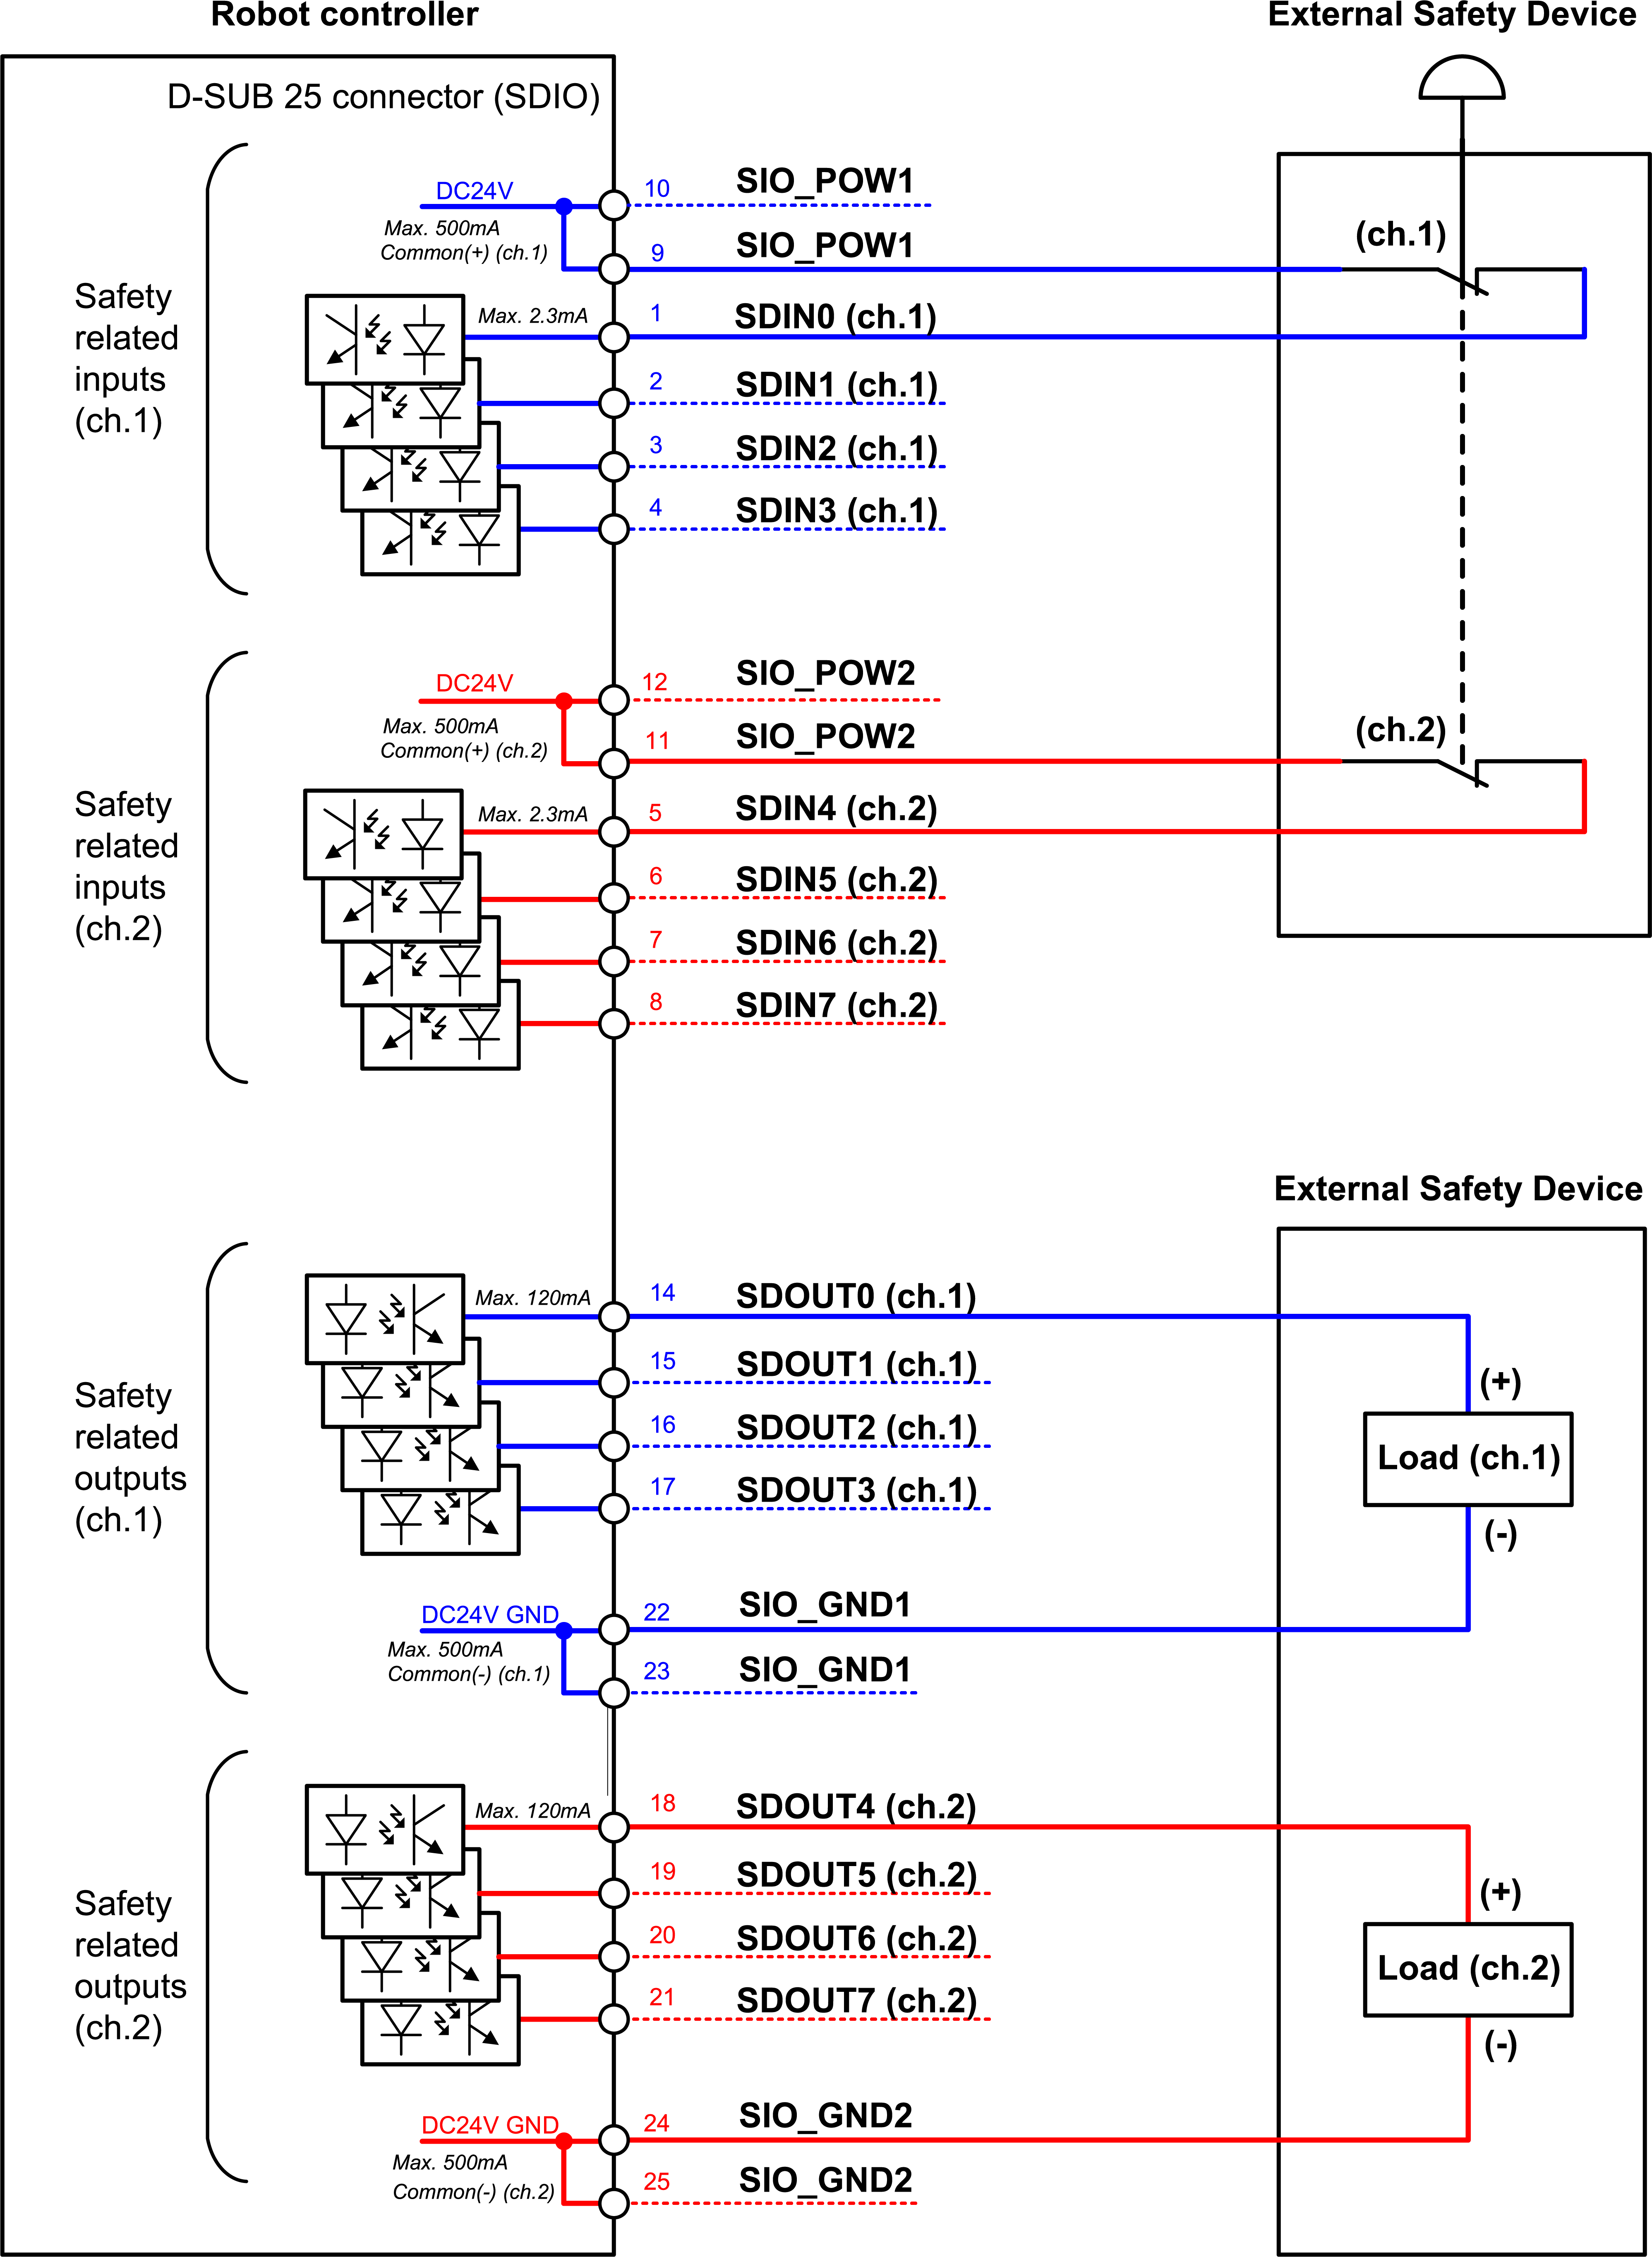 Robot controller
External Safety Device
D-SUB 25 connector (SDIO)
Safety
related
inputs
(ch.1)
DC24V
Max. 500mA
Common(+) (ch.1)
10 SIO_POW1
9 SIO_POW1
(ch.1)
Max. 2.3mA
1 SDIN0 (ch.1)
2 SDIN1 (ch.1)
3 SDIN2 (ch.1)
4 SDIN3 (ch.1)
Safety
related
inputs
(ch.2)
DC24V
Max. 500mA
Common(+) (ch.2)
12 SIO_POW2
11 SIO_POW2
(ch.2)
Max. 2.3mA
5 SDIN4 (ch.2)
6 SDIN5 (ch.2)
7 SDIN6 (ch.2)
8 SDIN7 (ch.2)
External Safety Device
Safety
related
outputs
(ch.1)
Max. 120mA
14 SDOUT0 (ch.1)
15 SDOUT1 (ch.1)
16 SDOUT2 (ch.1)
17 SDOUT3 (ch.1)
(+)
Load (ch.1)
(-)
DC24V GND
Max. 500mA
Common(-) (ch.1)
22 SIO_GND1
23 SIO_GND1
Safety
related
outputs
(ch.2)
Max. 120mA
18 SDOUT4 (ch.2)
19 SDOUT5 (ch.2)
20 SDOUT6 (ch.2)
21 SDOUT7 (ch.2)
(+)
Load (ch.2)
(-)
DC24V GND
Max. 500mA
Common(-) (ch.2)
24 SIO_GND2
25 SIO_GND2